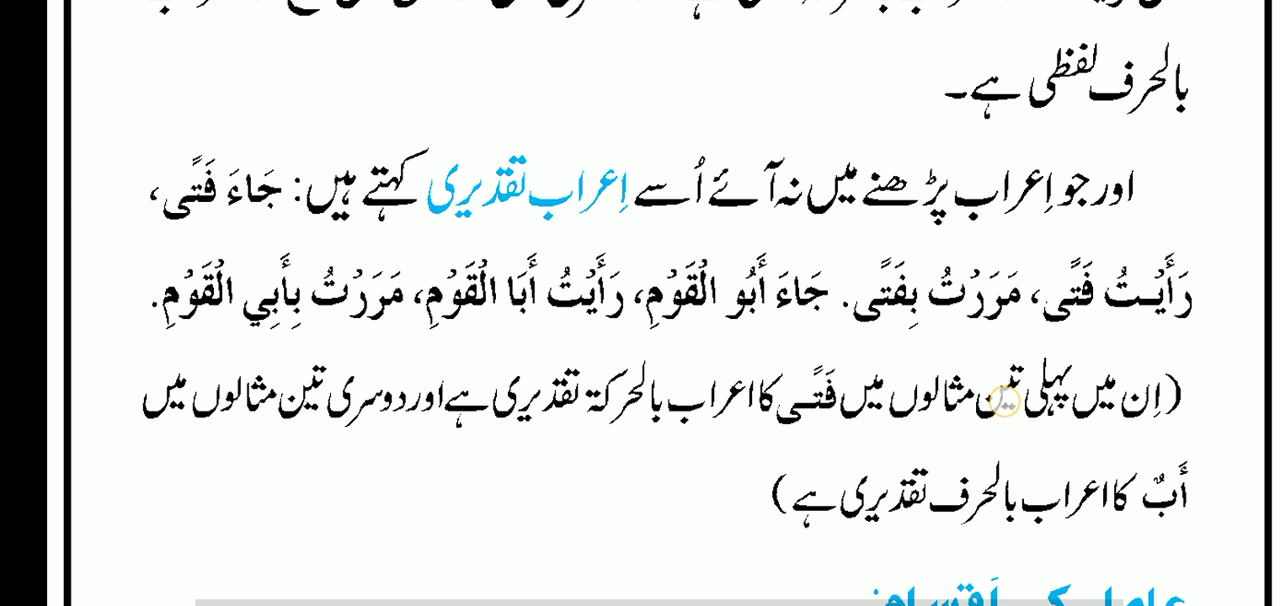 بالحرف لفظی ہے۔
اور جو اِعراب پڑھنے میں نہ آئے اُسے اِعراب تقدیری کہتے ہیں: جَاءَ فَتًى،
رَأَيْتُ فَتًى، مَرَرْتُ بِفَتًى. جَاءَ أَبُو الْقَوْمِ، رَأَيْتُ أَبَا الْقَوْمِ، مَرَرْتُ بِأَبِي الْقَوْمِ.
(اِن میں پہلی تین مثالوں میں فَتًى کا اعراب بالحرکۃ تقدیری ہے اور دوسری تین مثالوں میں
أَبٌ کا اعراب بالحرف تقدیری ہے)